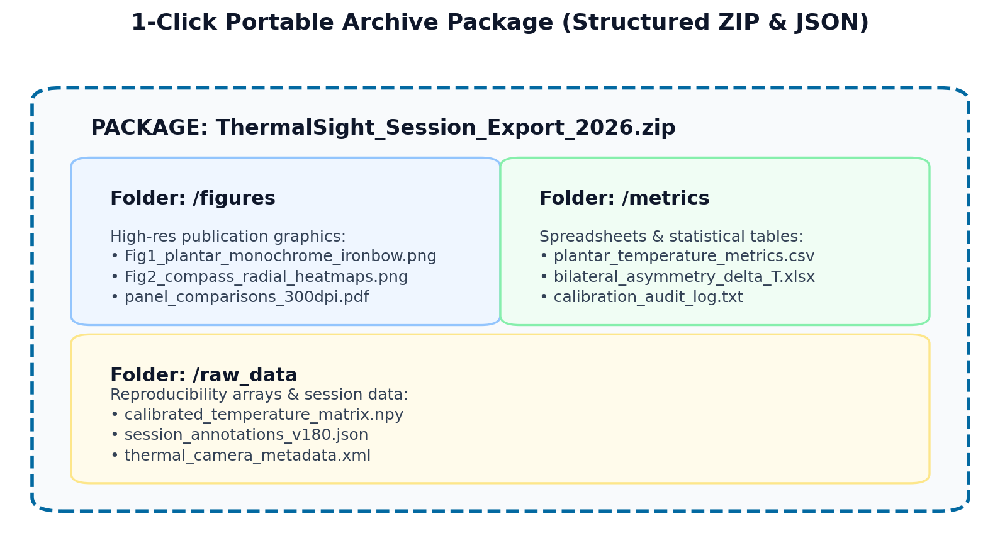 1-Click Portable Archive Package (Structured ZIP & JSON)
PACKAGE: ThermalSight_Session_Export_2026.zip
Folder: /figures
High-res publication graphics:
• Fig1_plantar_monochrome_ironbow.png
• Fig2_compass_radial_heatmaps.png
• panel_comparisons_300dpi.pdf
Folder: /metrics
Spreadsheets & statistical tables:
• plantar_temperature_metrics.csv
• bilateral_asymmetry_delta_T.xlsx
• calibration_audit_log.txt
Folder: /raw_data
Reproducibility arrays & session data:
• calibrated_temperature_matrix.npy
• session_annotations_v180.json
• thermal_camera_metadata.xml